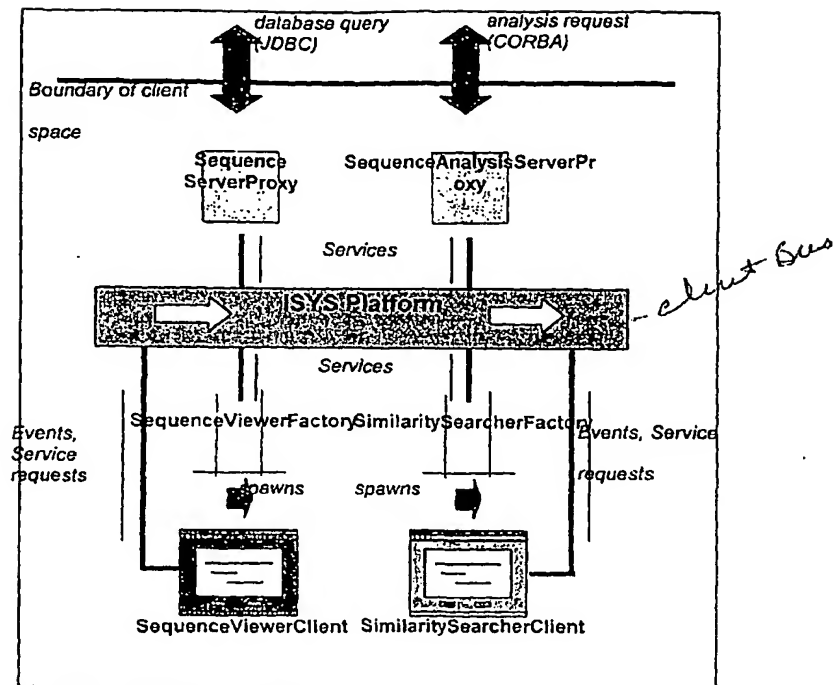 database query
(JDBC)
analysis request
(CORBA)
Boundary of client
space
Sequence
ServerProxy
SequenceAnalysisServerPr
oxy
Services
ISYS Platform
- client Bus
Services
SequenceViewerFactory
SimilaritySearcherFactory
Events,
Service
requests
Events, Service
requests
spawns
spawns
SequenceViewerClient
SimilaritySearcherClient